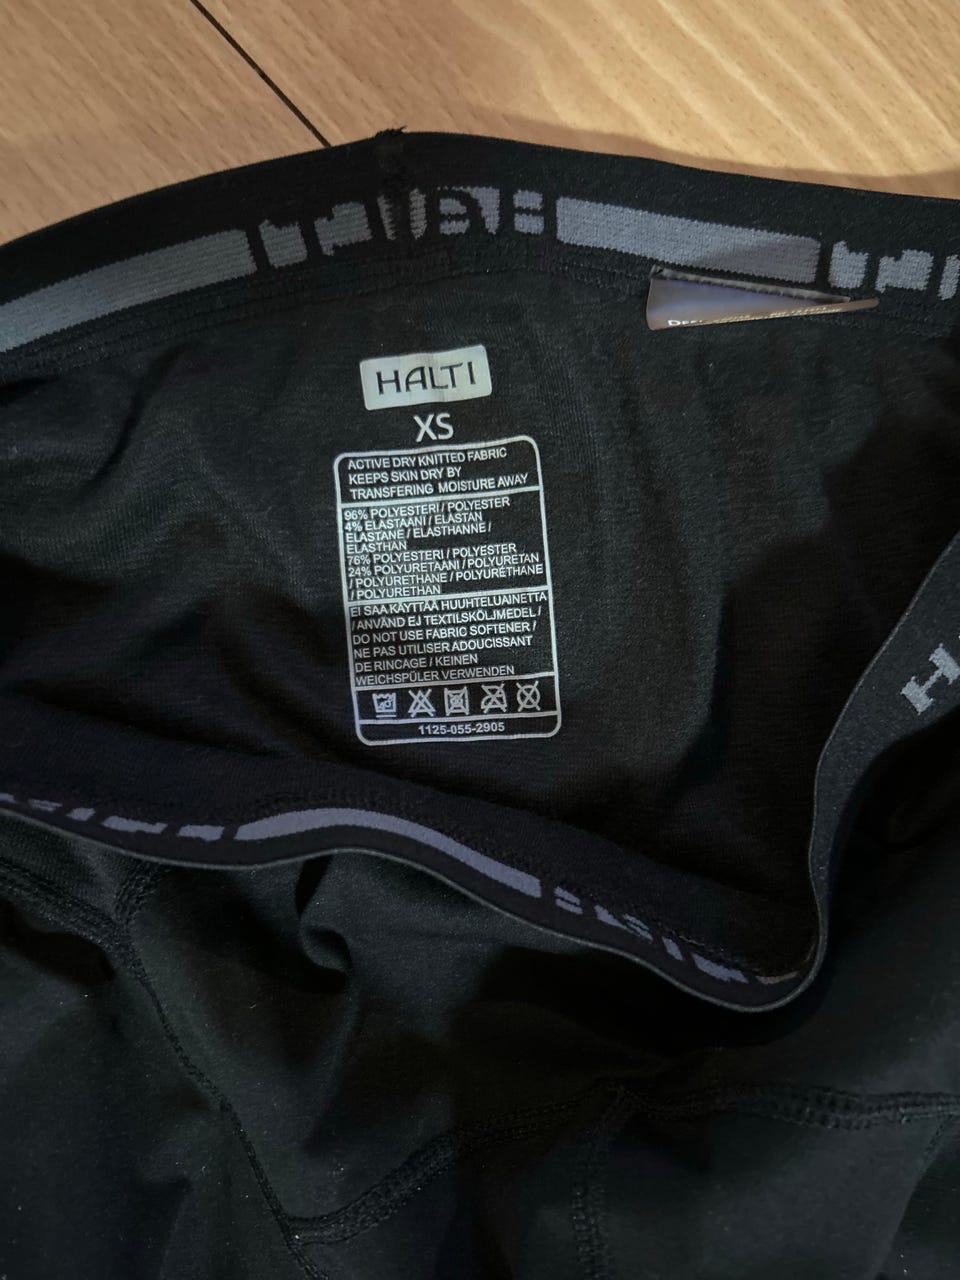 HALTI
XS
ACTIVE DRY KNITTED FABRIC
KEEPS SKIN DRY BY
TRANSFERING MOISTURE AWAY
96% POLYESTERI / POLYESTER
4% ELASTAANI / ELASTAN
ELASTANE / ELASTHANNE /
ELASTHAN
76% POLYESTERI / POLYESTER
24% POLYURETAANI / POLYURETAN
/ POLYURETHANE / POLYURÉTHANE
/ POLYURETHAN
EI SAA KÄYTTÄÄ HUUHTELUAINETTA
/ ANVÄND EJ TEXTILSKÖLJMEDEL /
DO NOT USE FABRIC SOFTENER /
NE PAS UTILISER ADOUCISSANT
DE RINCAGE / KEINEN
WEICHSPÜLER VERWENDEN
1125-055-2905
H